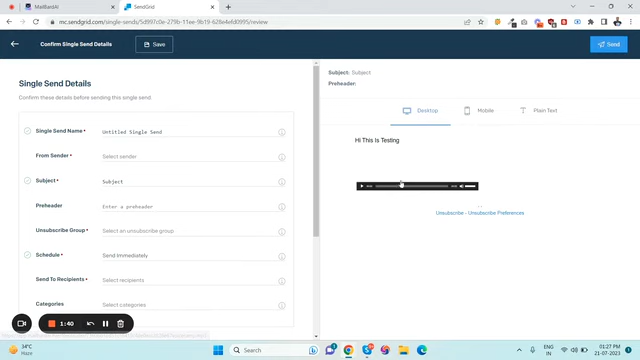 MailBardAI
SendGrid
mc.sendgrid.com/single-sends/5d997c0e-279b-11ee-9b19-628e4efd0995/review
Confirm Single Send Details
Save
Send
Single Send Details
Confirm these details before sending this single send.
Single Send Name• Untitled Single Send
From Sender• Select sender
Subject• Subject
Preheader Enter a preheader
Unsubscribe Group• Select an unsubscribe group
Schedule• Send immediately
Send To Recipients• Select recipients
Categories Select categories
Subject: Subject
Preheader:
Desktop
Mobile
Plain Text
Hi This Is Testing
Unsubscribe - Unsubscribe Preferences
1:40
34°C
Haze
Search
ENG
IN
01:27 PM
21-07-2023